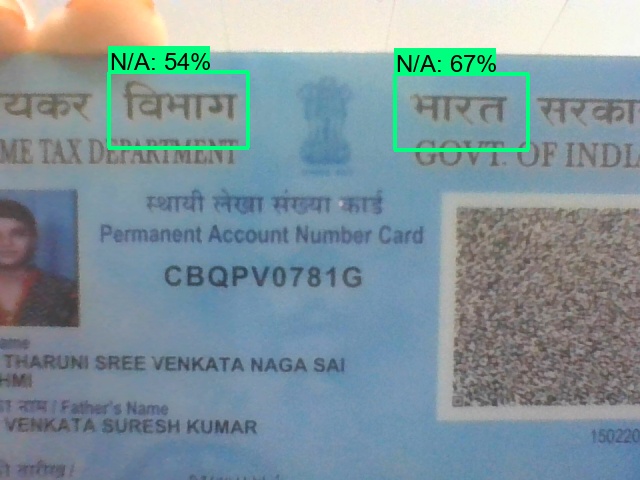 N/A: 54% N/A: 67%
यकर विभाग भारत सरका
ME TAX DEPARTMENT GOVT. OF INDIA
स्थायी लेखा संख्या कार्ड
Permanent Account Number Card
CBQPV0781G
THARUNI SREE VENKATA NAGA SAI
HMI
नाम / Father's Name
VENKATA SURESH KUMAR
150220